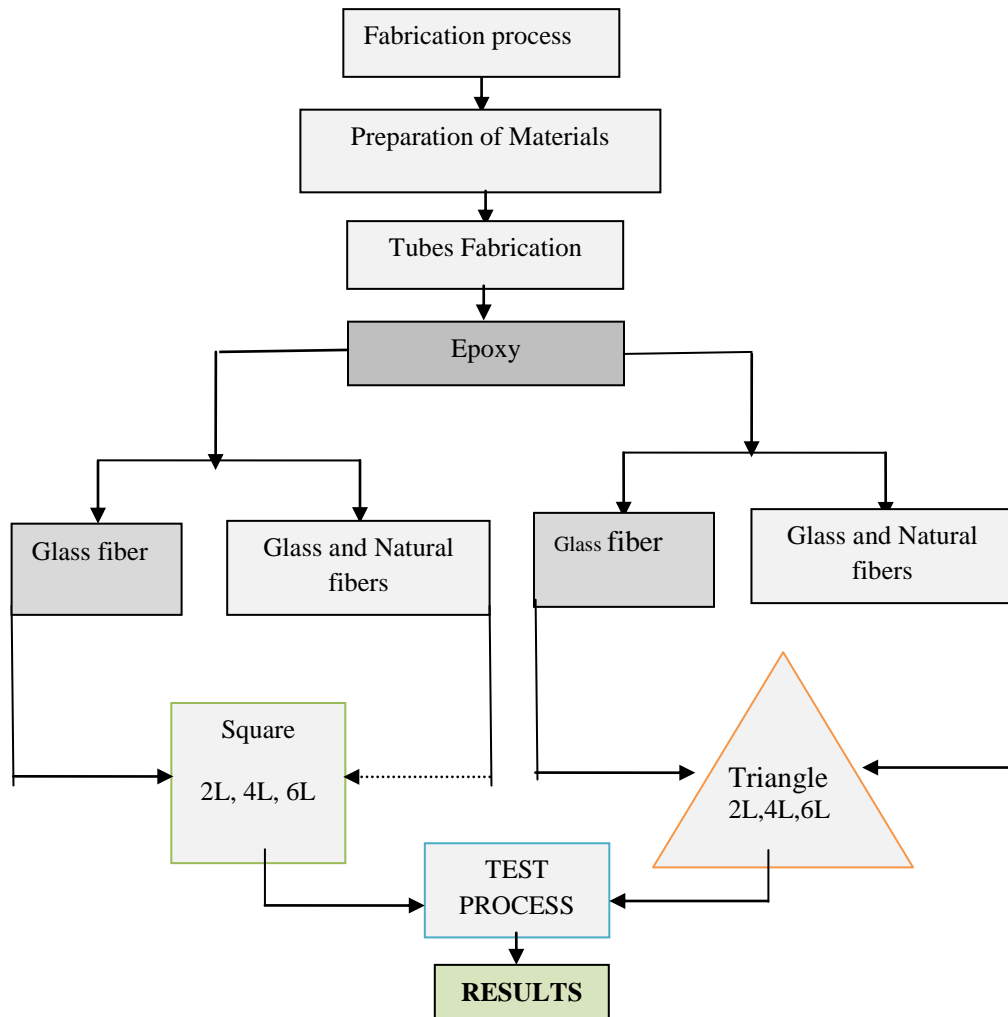 Fabrication process
Preparation of Materials
Tubes Fabrication
Epoxy
Glass fiber
Glass and Natural
fibers
Glass fiber
Glass and Natural
fibers
Square
2L, 4L, 6L
Triangle
2L,4L,6L
TEST
PROCESS
RESULTS